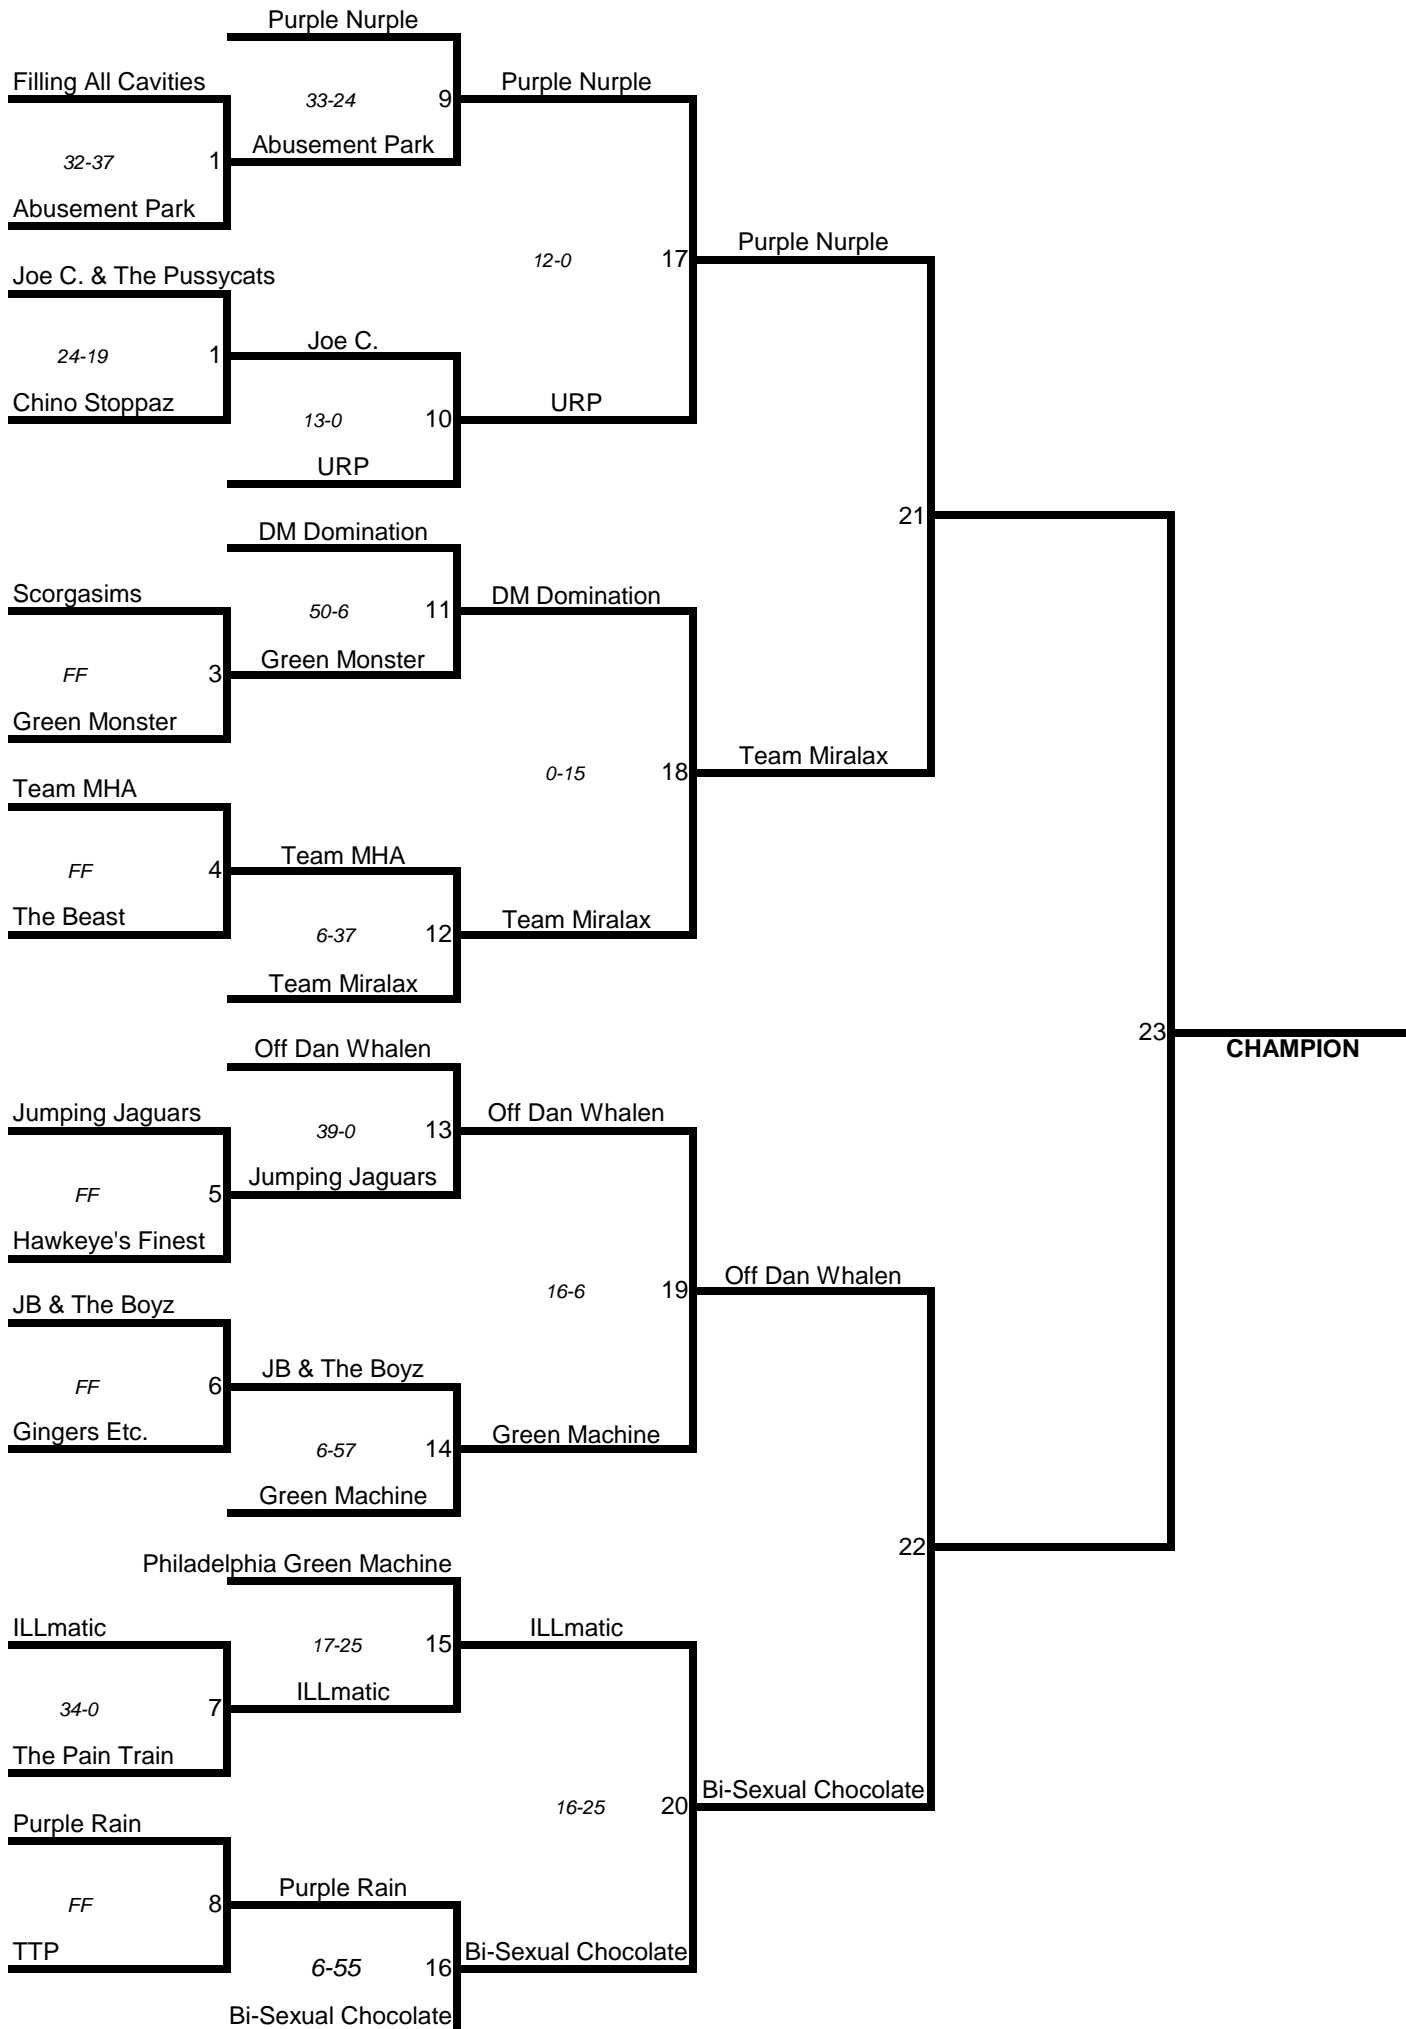 Purple Nurple
Filling All Cavities
Purple Nurple
33-24
9
Abusement Park
32-37
1
Abusement Park
Purple Nurple
12-0
17
Joe C. & The Pussycats
Joe C.
24-19
1
Chino Stoppaz
URP
13-0
10
URP
21
DM Domination
Scorgasims
DM Domination
50-6
11
Green Monster
FF
3
Green Monster
Team Miralax
0-15
18
Team MHA
Team MHA
FF
4
The Beast
Team Miralax
6-37
12
Team Miralax
23
CHAMPION
Off Dan Whalen
Jumping Jaguars
Off Dan Whalen
39-0
13
Jumping Jaguars
FF
5
Hawkeye's Finest
Off Dan Whalen
16-6
19
JB & The Boyz
JB & The Boyz
FF
6
Gingers Etc.
Green Machine
6-57
14
Green Machine
22
Philadelphia Green Machine
ILLmatic
ILLmatic
17-25
15
ILLmatic
34-0
7
The Pain Train
Bi-Sexual Chocolate
16-25
20
Purple Rain
Purple Rain
FF
8
TTP
Bi-Sexual Chocolate
6-55
16
Bi-Sexual Chocolate